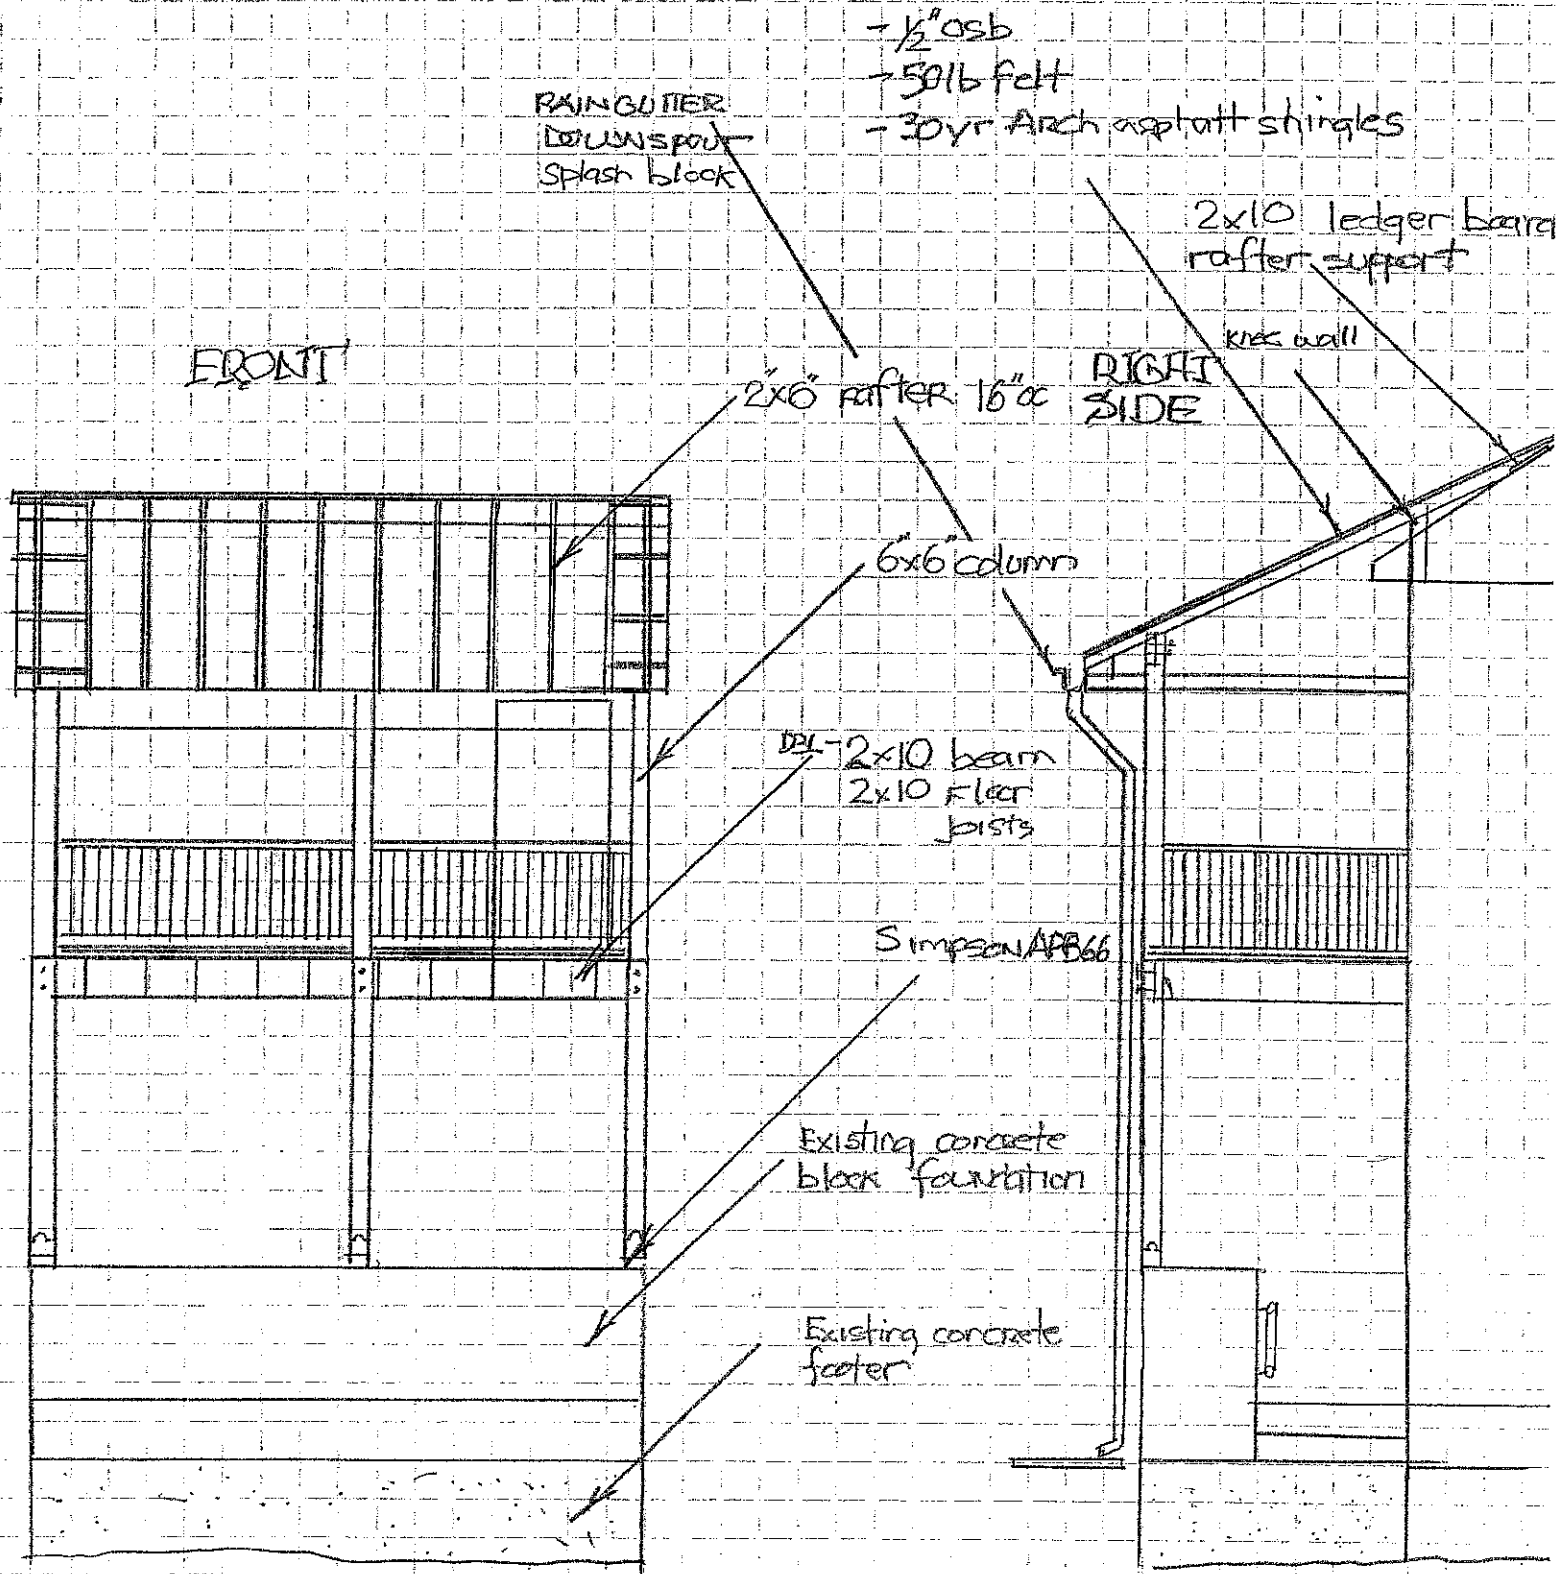 - 1/2" OSb
- 50lb felt
- 30yr Arch asphatt shingles
RAINGUTTER
DOWNSPOUT
Splash block
2x10 ledger board
rafter support
FRONT
knee wall
2"x6" rafter 16"oc
RIGHT
SIDE
6"x6" column
DBL-2x10 beam
2x10 Floor
joists
Simpson APB66
Existing concrete
block foundation
Existing concrete
footer